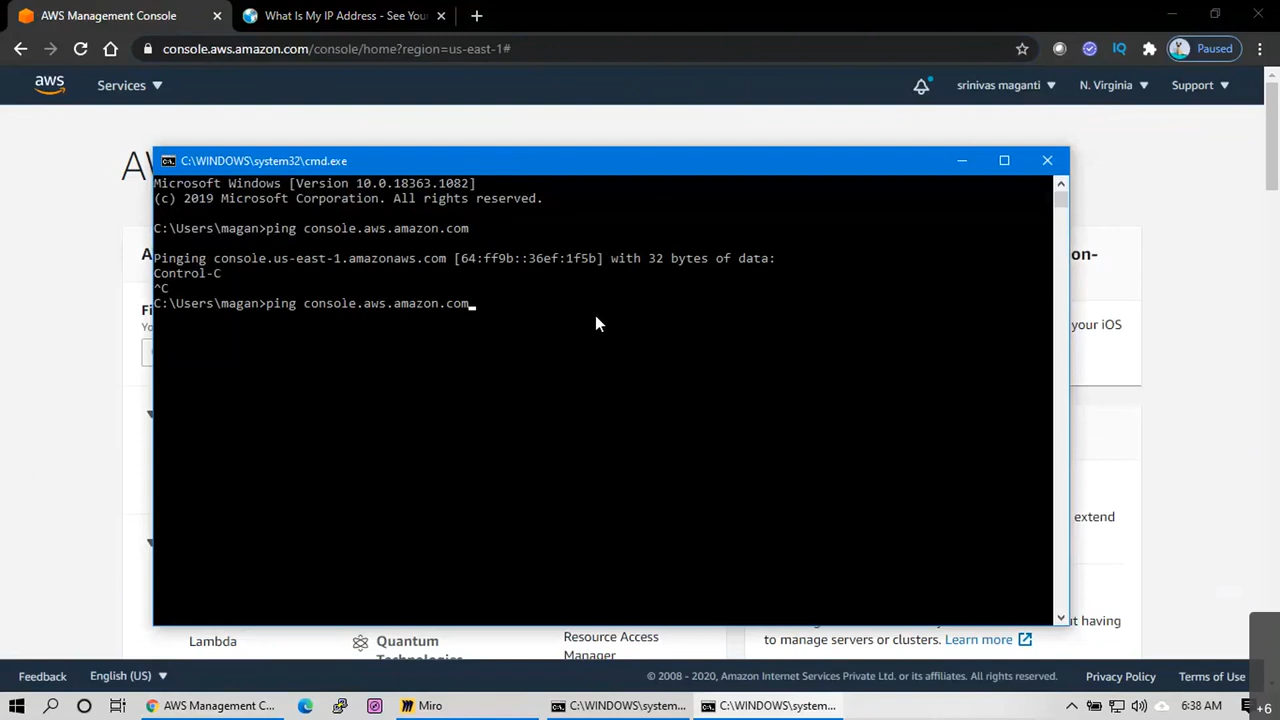 AWS Management Console
What Is My IP Address - See Your
console.aws.amazon.com/console/home?region=us-east-1#
IQ
Paused
aws
Services
srinivas maganti
N. Virginia
Support
C:\WINDOWS\system32\cmd.exe
Microsoft Windows [Version 10.0.18363.1082]
(c) 2019 Microsoft Corporation. All rights reserved.
C:\Users\magan>ping console.aws.amazon.com
Pinging console.us-east-1.amazonaws.com [64:ff9b::36ef:1f5b] with 32 bytes of data:
Control-C
^C
C:\Users\magan>ping console.aws.amazon.com
your iOS
extend
out having
Lambda
Quantum
Resource Access
Manager
to manage servers or clusters. Learn more
Feedback
English (US)
© 2008 - 2020, Amazon Internet Services Private Ltd. or its affiliates. All rights reserved.
Privacy Policy
Terms of Use
AWS Management C...
Miro
C:\WINDOWS\system...
C:\WINDOWS\system...
6:38 AM
+6